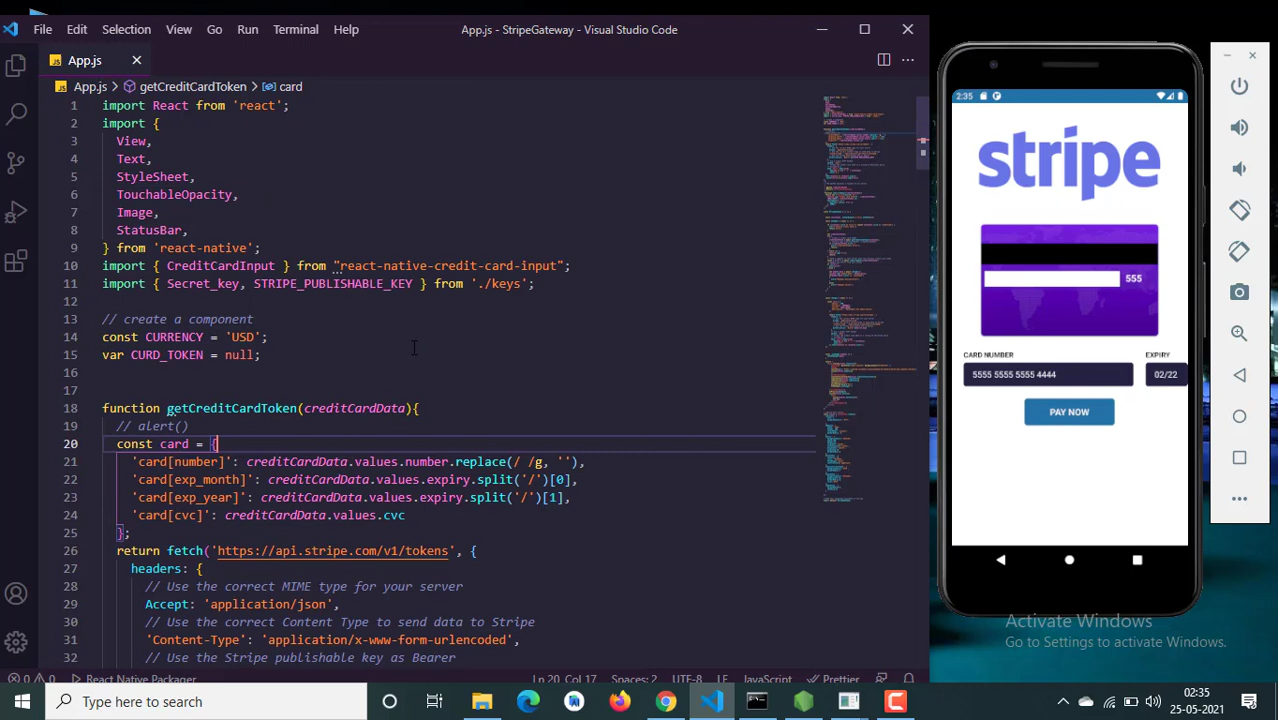 File Edit Selection View Go Run Terminal Help App.js - StripeGateway - Visual Studio Code
JS App.js
JS App.js > getCreditCardToken > card
1 import React from 'react';
2 import {
3 View,
4 Text,
5 StyleSheet,
6 TouchableOpacity,
7 Image,
8 StatusBar,
9 } from 'react-native';
10 import { CreditCardInput } from "react-native-credit-card-input";
11 import { Secret_key, STRIPE_PUBLISHABLE_KEY } from './keys';
12
13 // create a component
14 const CURRENCY = 'USD';
15 var CURD_TOKEN = null;
16
17
18 function getCreditCardToken(creditCardData){
19 // alert()
20 const card = {
21 'card[number]': creditCardData.values.number.replace(/ /g, ''),
22 'card[exp_month]': creditCardData.values.expiry.split('/')[0],
23 'card[exp_year]': creditCardData.values.expiry.split('/')[1],
24 'card[cvc]': creditCardData.values.cvc
25 };
26 return fetch('https://api.stripe.com/v1/tokens', {
27 headers: {
28 // Use the correct MIME type for your server
29 Accept: 'application/json',
30 // Use the correct Content Type to send data to Stripe
31 'Content-Type': 'application/x-www-form-urlencoded',
32 // Use the Stripe publishable key as Bearer
0 0 React Native Packager Ln 20 Col 17 Spaces: 2 UTF-8 LF JavaScript Prettier
2:35
stripe
555
CARD NUMBER EXPIRY
5555 5555 5555 4444 02/22
PAY NOW
Activate Windows
Go to Settings to activate Windows.
Type here to search
02:35
25-05-2021